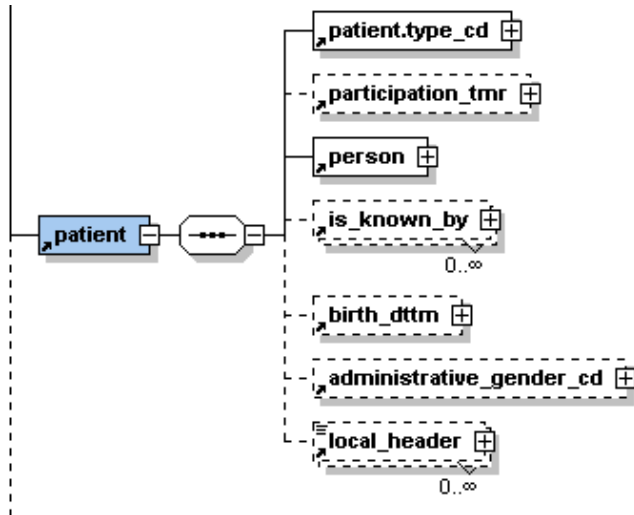 patient.type_cd
participation_tmr
person
patient
is_known_by
0..∞
birth_dttm
administrative_gender_cd
local_header
0..∞